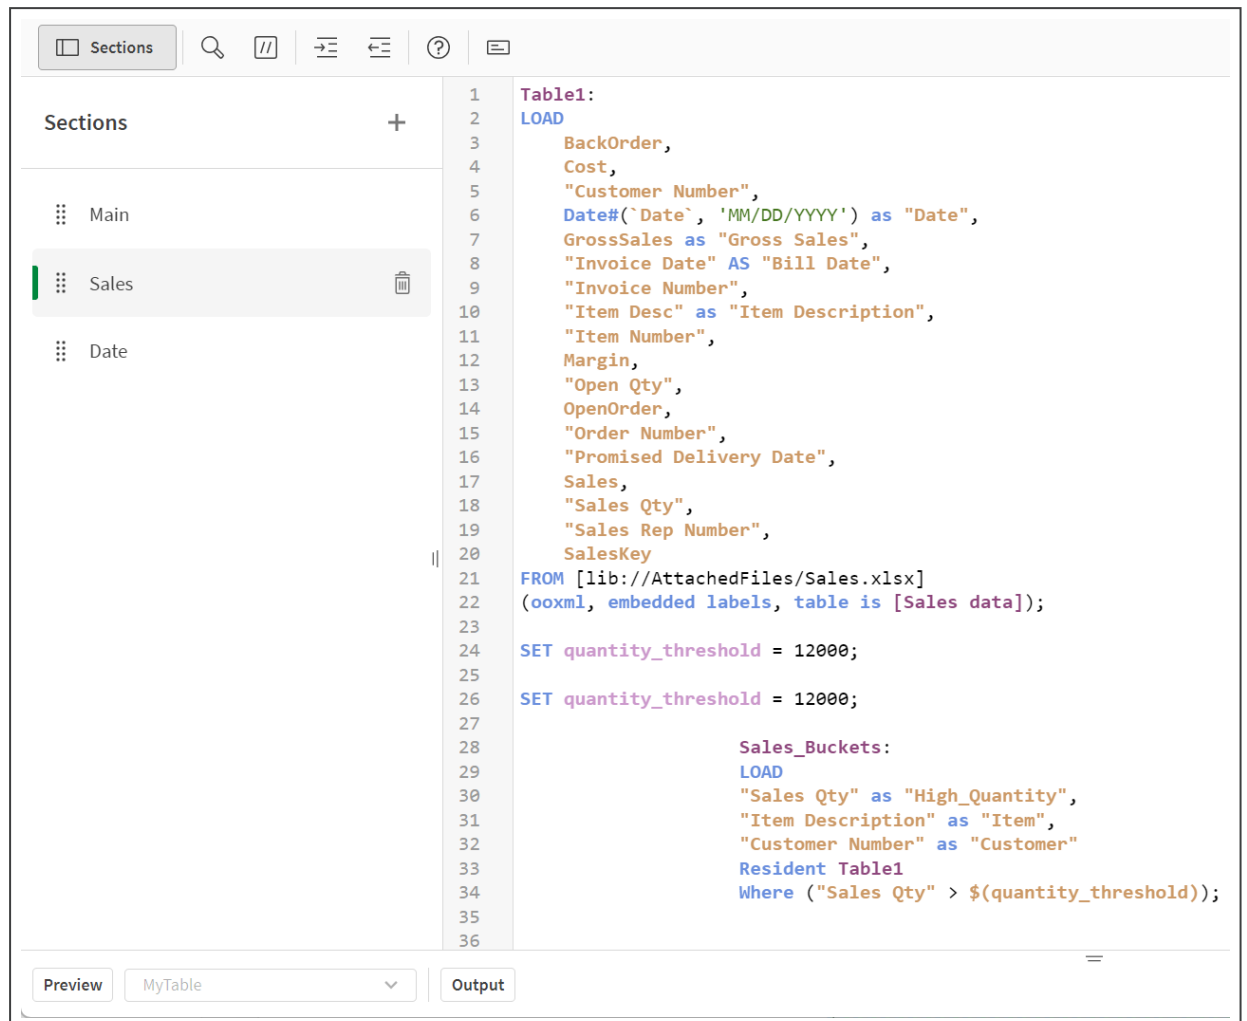 Sections
Sections
Main
Sales
Date
1 Table1:
2 LOAD
3 BackOrder,
4 Cost,
5 "Customer Number",
6 Date#(`Date`, 'MM/DD/YYYY') as "Date",
7 GrossSales as "Gross Sales",
8 "Invoice Date" AS "Bill Date",
9 "Invoice Number",
10 "Item Desc" as "Item Description",
11 "Item Number",
12 Margin,
13 "Open Qty",
14 OpenOrder,
15 "Order Number",
16 "Promised Delivery Date",
17 Sales,
18 "Sales Qty",
19 "Sales Rep Number",
20 SalesKey
21 FROM [lib://AttachedFiles/Sales.xlsx]
22 (ooxml, embedded labels, table is [Sales data]);
23
24 SET quantity_threshold = 12000;
25
26 SET quantity_threshold = 12000;
27
28 Sales_Buckets:
29 LOAD
30 "Sales Qty" as "High_Quantity",
31 "Item Description" as "Item",
32 "Customer Number" as "Customer"
33 Resident Table1
34 Where ("Sales Qty" > $(quantity_threshold));
35
36
Preview MyTable Output